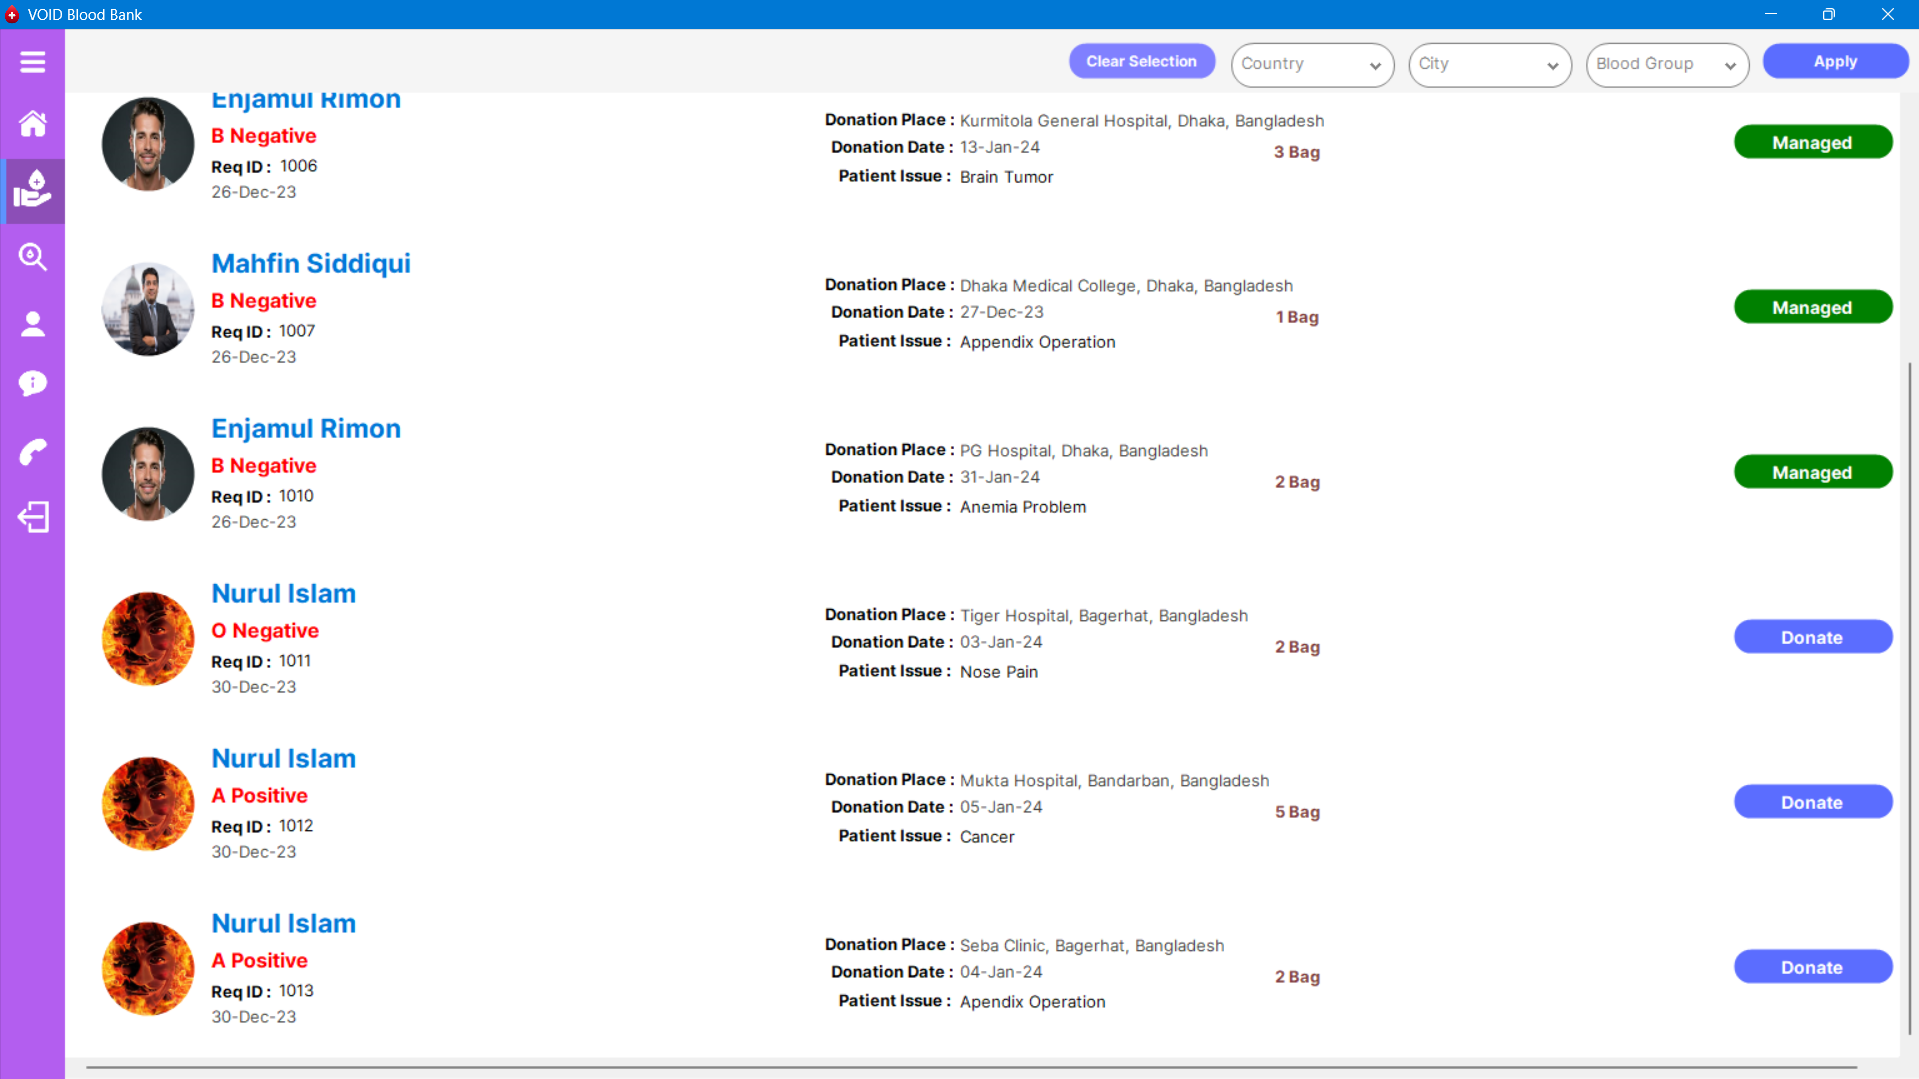 VOID Blood Bank
Clear Selection
Country
City
Blood Group
Apply
Enjamul Rimon
B Negative
Req ID : 1006
26-Dec-23
Donation Place : Kurmitola General Hospital, Dhaka, Bangladesh
Donation Date : 13-Jan-24
3 Bag
Patient Issue : Brain Tumor
Managed
Mahfin Siddiqui
B Negative
Req ID : 1007
26-Dec-23
Donation Place : Dhaka Medical College, Dhaka, Bangladesh
Donation Date : 27-Dec-23
1 Bag
Patient Issue : Appendix Operation
Managed
Enjamul Rimon
B Negative
Req ID : 1010
26-Dec-23
Donation Place : PG Hospital, Dhaka, Bangladesh
Donation Date : 31-Jan-24
2 Bag
Patient Issue : Anemia Problem
Managed
Nurul Islam
O Negative
Req ID : 1011
30-Dec-23
Donation Place : Tiger Hospital, Bagerhat, Bangladesh
Donation Date : 03-Jan-24
2 Bag
Patient Issue : Nose Pain
Donate
Nurul Islam
A Positive
Req ID : 1012
30-Dec-23
Donation Place : Mukta Hospital, Bandarban, Bangladesh
Donation Date : 05-Jan-24
5 Bag
Patient Issue : Cancer
Donate
Nurul Islam
A Positive
Req ID : 1013
30-Dec-23
Donation Place : Seba Clinic, Bagerhat, Bangladesh
Donation Date : 04-Jan-24
2 Bag
Patient Issue : Apendix Operation
Donate